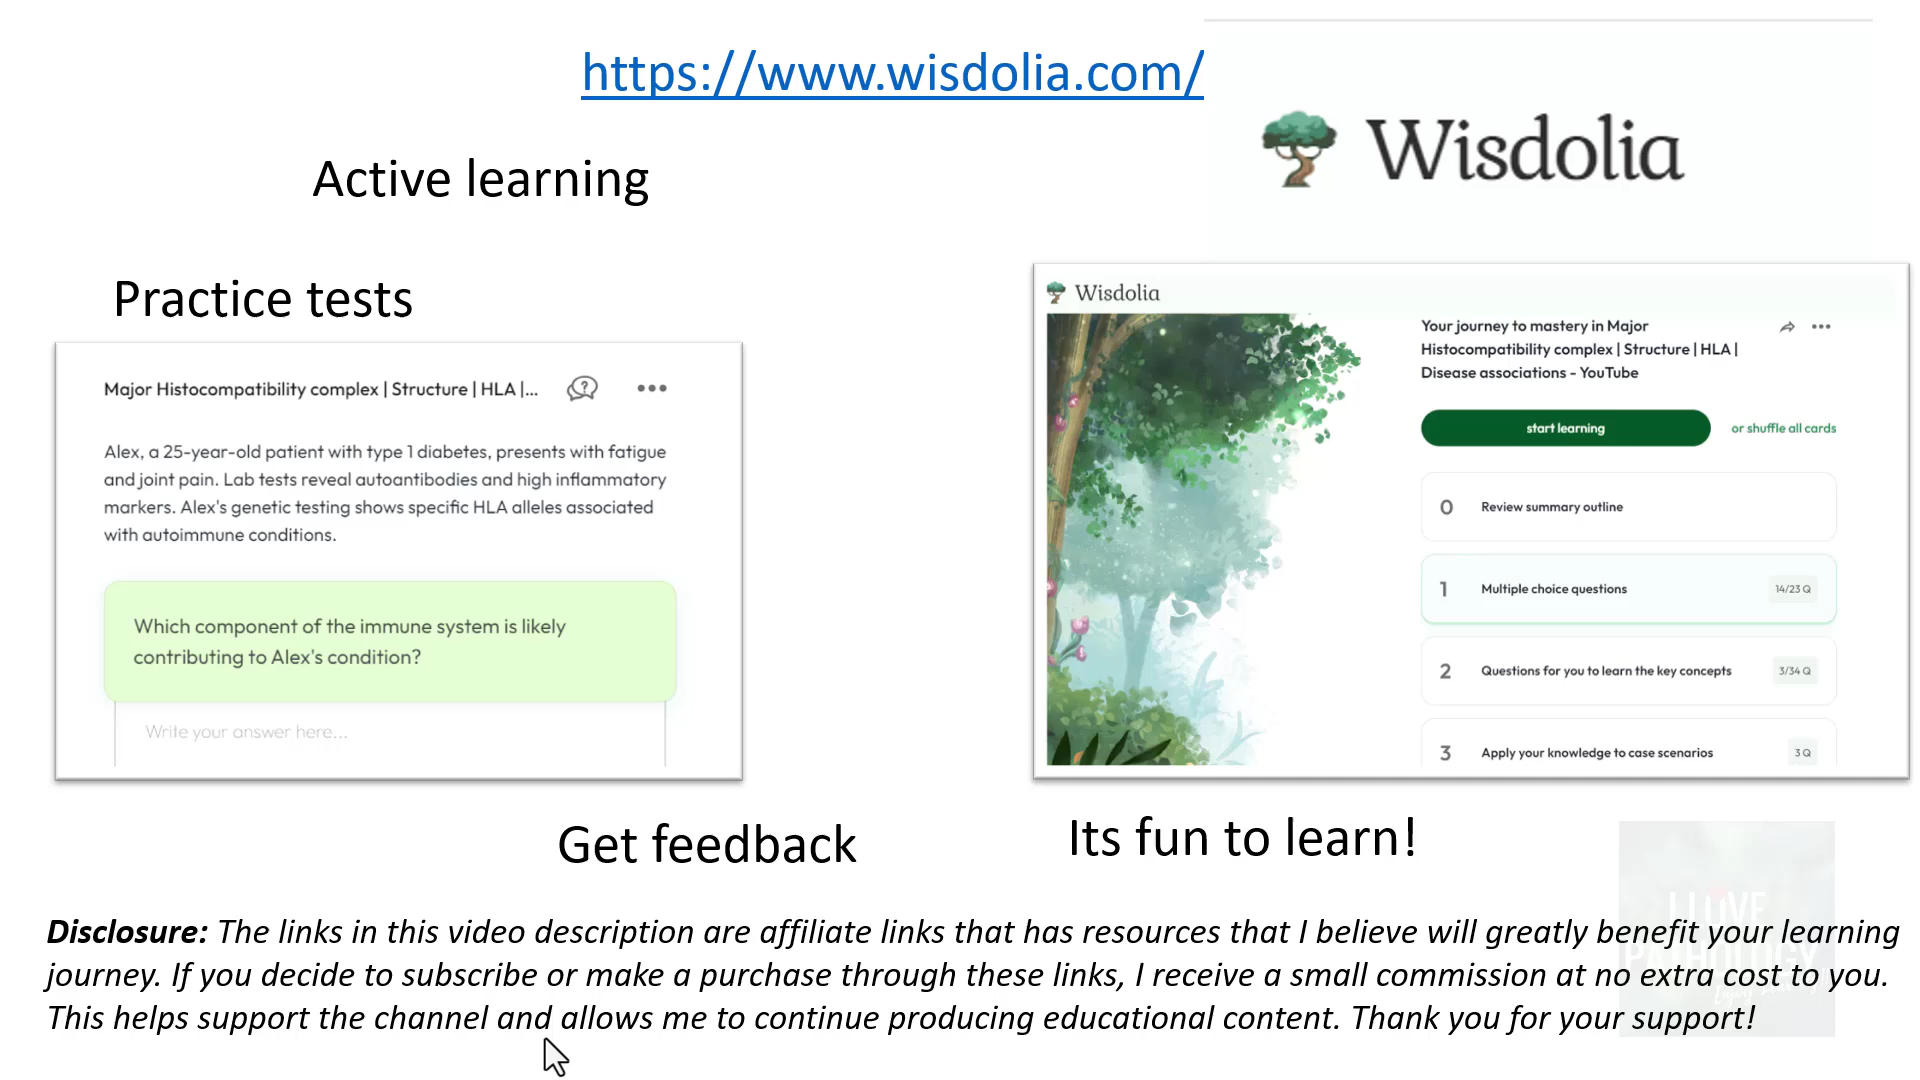 https://www.wisdolia.com/
Wisdolia
Active learning
Practice tests
Major Histocompatibility complex | Structure | HLA |...
Alex, a 25-year-old patient with type 1 diabetes, presents with fatigue
and joint pain. Lab tests reveal autoantibodies and high inflammatory
markers. Alex's genetic testing shows specific HLA alleles associated
with autoimmune conditions.
Which component of the immune system is likely
contributing to Alex's condition?
Write your answer here...
Wisdolia
Your journey to mastery in Major
Histocompatibility complex | Structure | HLA |
Disease associations - YouTube
start learning
or shuffle all cards
0 Review summary outline
1 Multiple choice questions 14/23 Q
2 Questions for you to learn the key concepts 3/34 Q
3 Apply your knowledge to case scenarios 3 Q
Get feedback
Its fun to learn!
I LOVE
PATHOLOGY
Disclosure: The links in this video description are affiliate links that has resources that I believe will greatly benefit your learning
journey. If you decide to subscribe or make a purchase through these links, I receive a small commission at no extra cost to you.
This helps support the channel and allows me to continue producing educational content. Thank you for your support!